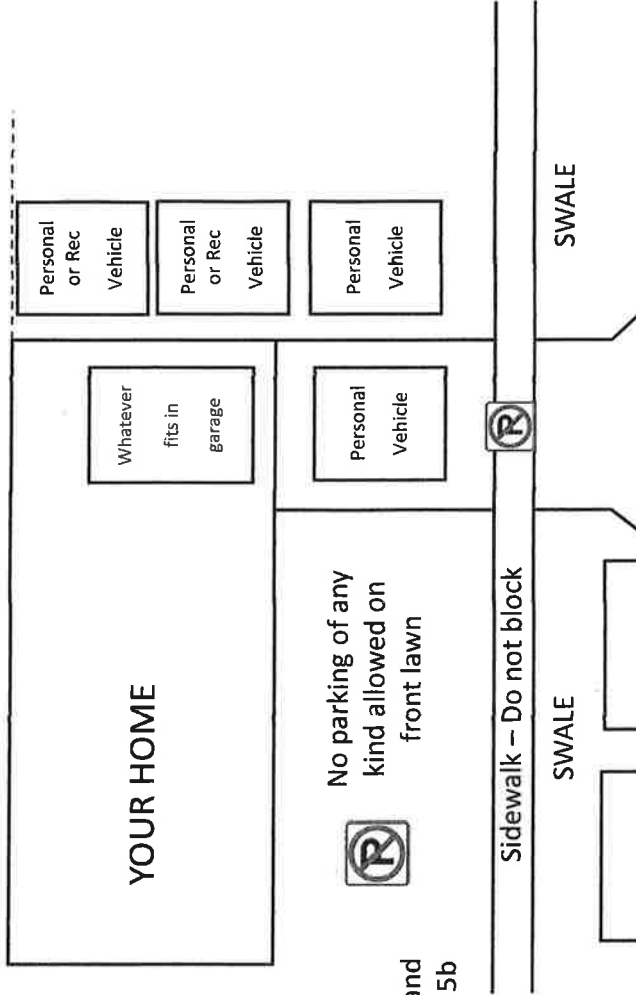 Personal
or Rec
Vehicle
Personal
or Rec
Vehicle
Personal
Vehicle
Whatever
fits in
garage
Personal
Vehicle
YOUR HOME
No parking of any
kind allowed on
front lawn
R
R
Sidewalk – Do not block
SWALE
SWALE
and
5b